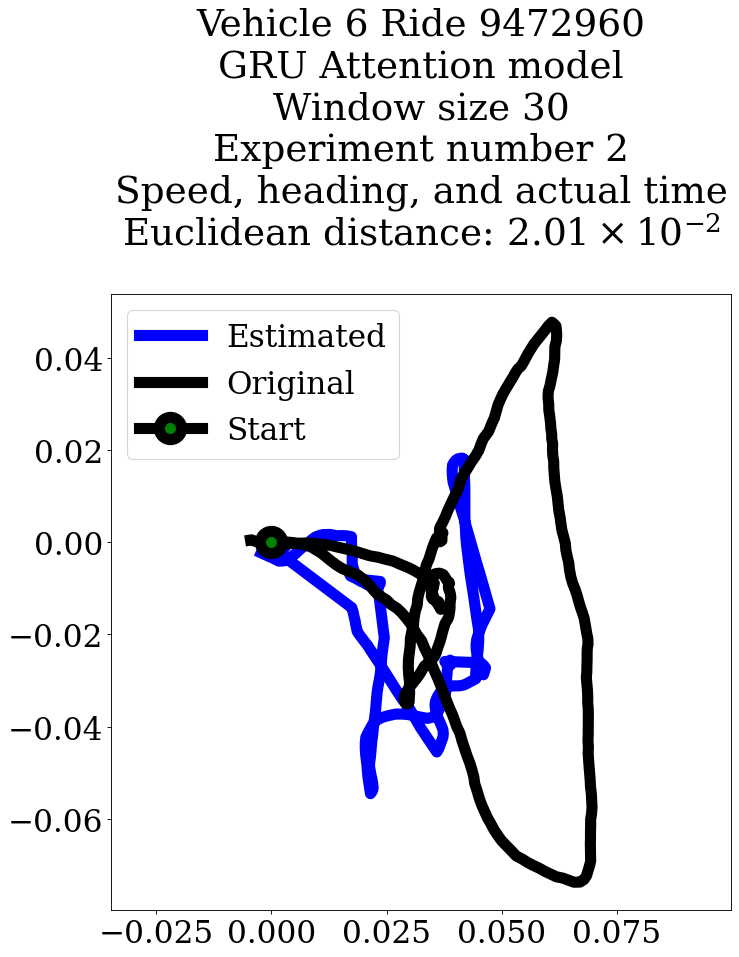 Vehicle 6 Ride 9472960
GRU Attention model
Window size 30
Experiment number 2
Speed, heading, and actual time
Euclidean distance: 2.01 × 10⁻²
Estimated
Original
Start
0.04
0.02
0.00
−0.02
−0.04
−0.06
−0.025 0.000 0.025 0.050 0.075